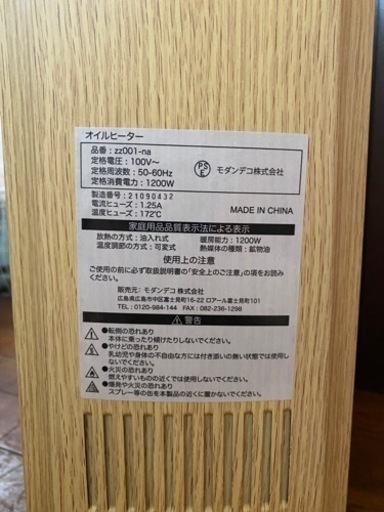 オイルヒーター
品番：zz001-na
定格電圧：100V～
定格周波数：50-60Hz
定格消費電力：1200W
PSE
モダンデコ株式会社
製造番号：21090432
電流ヒューズ：1.25A
温度ヒューズ：172℃
MADE IN CHINA
家庭用品品質表示法による表示
放熱の方式：油入れ式　暖房能力：1200W
温度調節の方式：可変式　熱媒体の種類：鉱物油
使用上の注意
ご使用の前に必ず取扱説明書の「安全上のご注意」の項をお読み
ください。
販売元：モダンデコ株式会社
広島県広島市中区富士見町16-22 ロアール富士見町101
TEL：0120-984-144　FAX：082-236-1298
警告
●転倒の恐れあり
本体に乗ったり傾けたりしないでください。
●やけどの恐れあり
乳幼児や身体の不自由な方には付き添いの無い状態では使用
しないでください。
●火災の恐れあり
燃えやすいものの近くでは使用しないでください。
●爆発や火災の恐れあり
スプレー等の缶を本製品の近くに置かないでください。